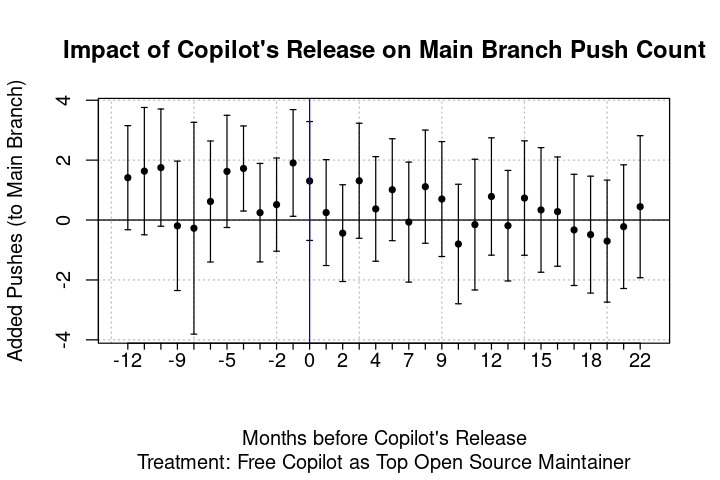 Impact of Copilot's Release on Main Branch Push Count
Added Pushes (to Main Branch)
4
2
0
-2
-4
-12 -9 -5 -2 0 2 4 7 9 12 15 18 22
Months before Copilot's Release
Treatment: Free Copilot as Top Open Source Maintainer